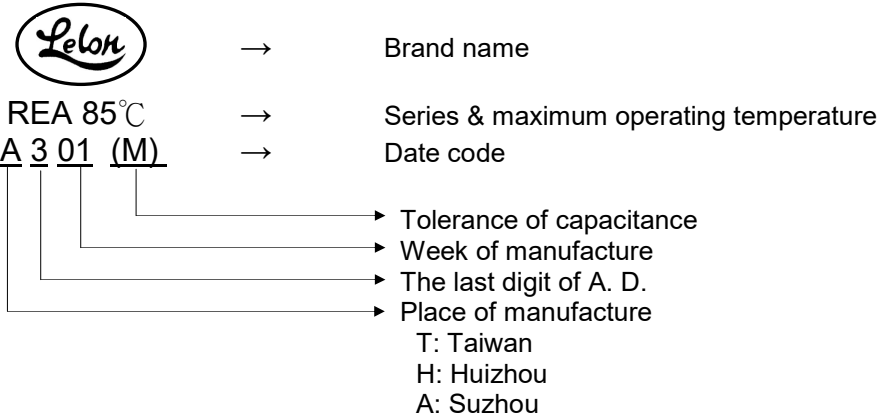 Lelon → Brand name
REA 85℃ → Series & maximum operating temperature
A 3 01 (M) → Date code
Tolerance of capacitance
Week of manufacture
The last digit of A. D.
Place of manufacture
T: Taiwan
H: Huizhou
A: Suzhou